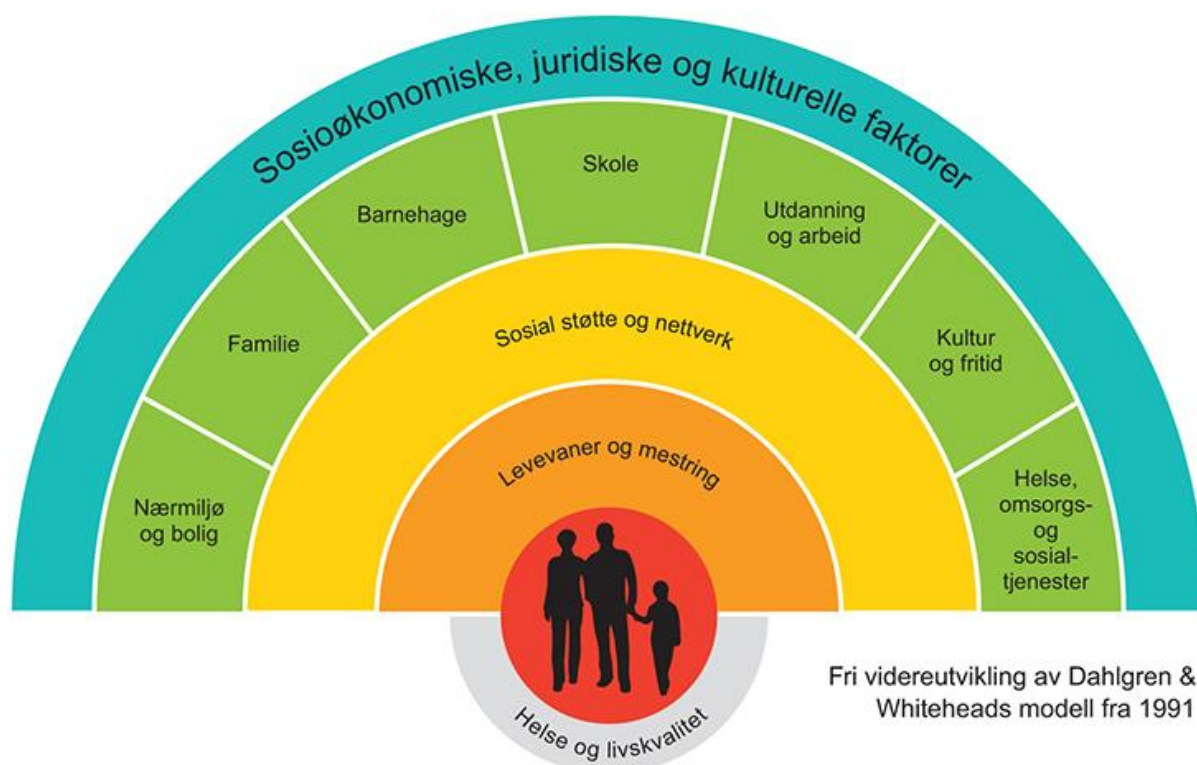 Sosioøkonomiske, juridiske og kulturelle faktorer
Nærmiljø
og bolig
Familie
Barnehage
Skole
Utdanning
og arbeid
Kultur
og fritid
Helse,
omsorgs-
og
sosial-
tjenester
Sosial støtte og nettverk
Levevaner og mestring
Helse og livskvalitet
Fri videreutvikling av Dahlgren &
Whiteheads modell fra 1991